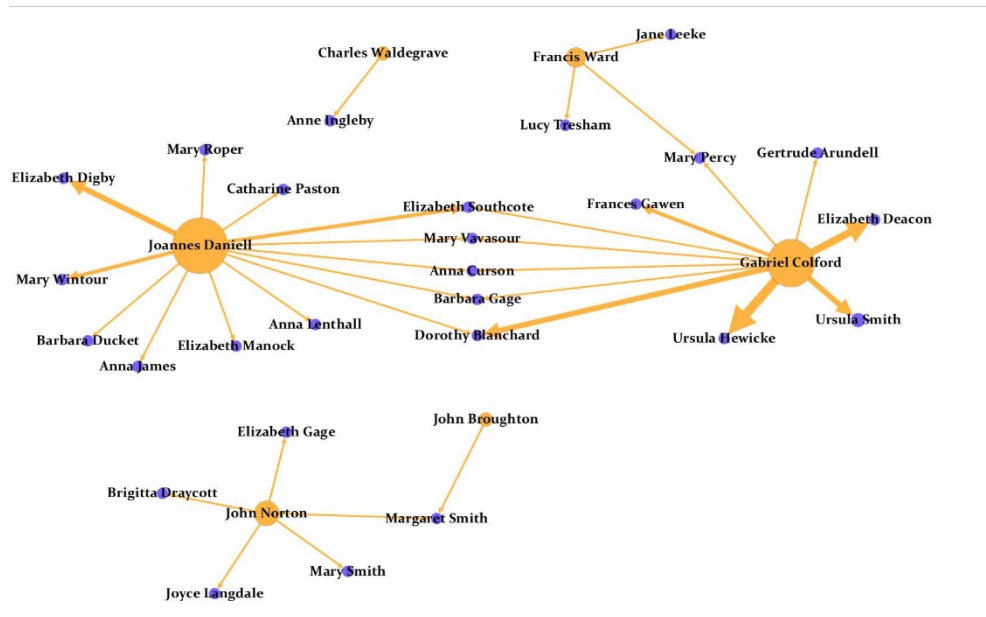 Jane Leeke
Charles Waldegrave
Francis Ward
Anne Ingleby
Lucy Tresham
Mary Roper
Gertrude Arundell
Mary Percy
Elizabeth Digby
Catharine Paston
Frances Gawen
Elizabeth Southcote
Elizabeth Deacon
Mary Vavasour
Joannes Daniell
Gabriel Colford
Anna Curson
Mary Wintour
Barbara Gage
Ursula Smith
Anna Lenthall
Dorothy Blanchard
Ursula Hewicke
Barbara Ducket
Elizabeth Manock
Anna James
John Broughton
Elizabeth Gage
Brigitta Draycott
John Norton
Margaret Smith
Mary Smith
Joyce Langdale